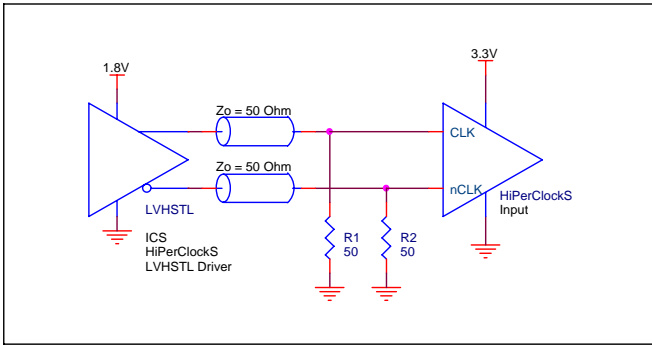 1.8V
3.3V
Zo = 50 Ohm
CLK
Zo = 50 Ohm
nCLK
LVHSTL
HiPerClockS
Input
ICS
HiPerClockS
LVHSTL Driver
R1
50
R2
50